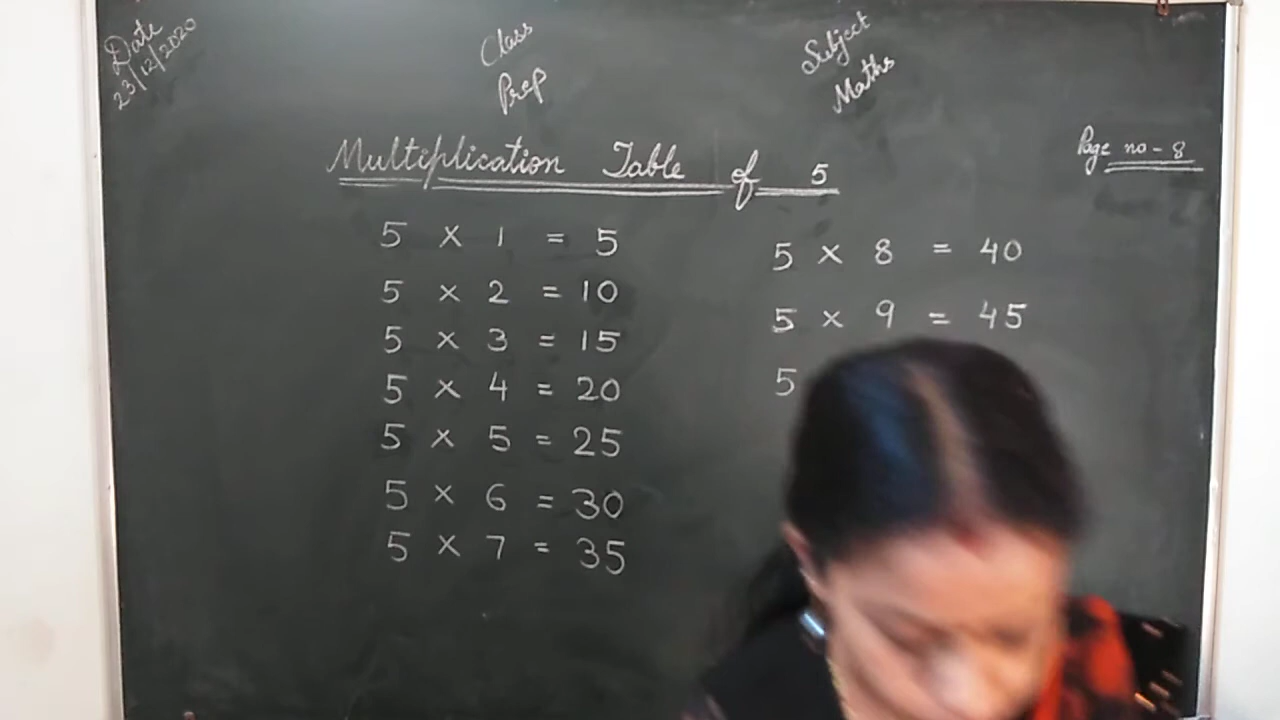 Date
23/12/2020
Class
Prep
Subject
Maths
Page no - 8
Multiplication Table of 5
5 × 1 = 5
5 × 2 = 10
5 × 3 = 15
5 × 4 = 20
5 × 5 = 25
5 × 6 = 30
5 × 7 = 35
5 × 8 = 40
5 × 9 = 45
5